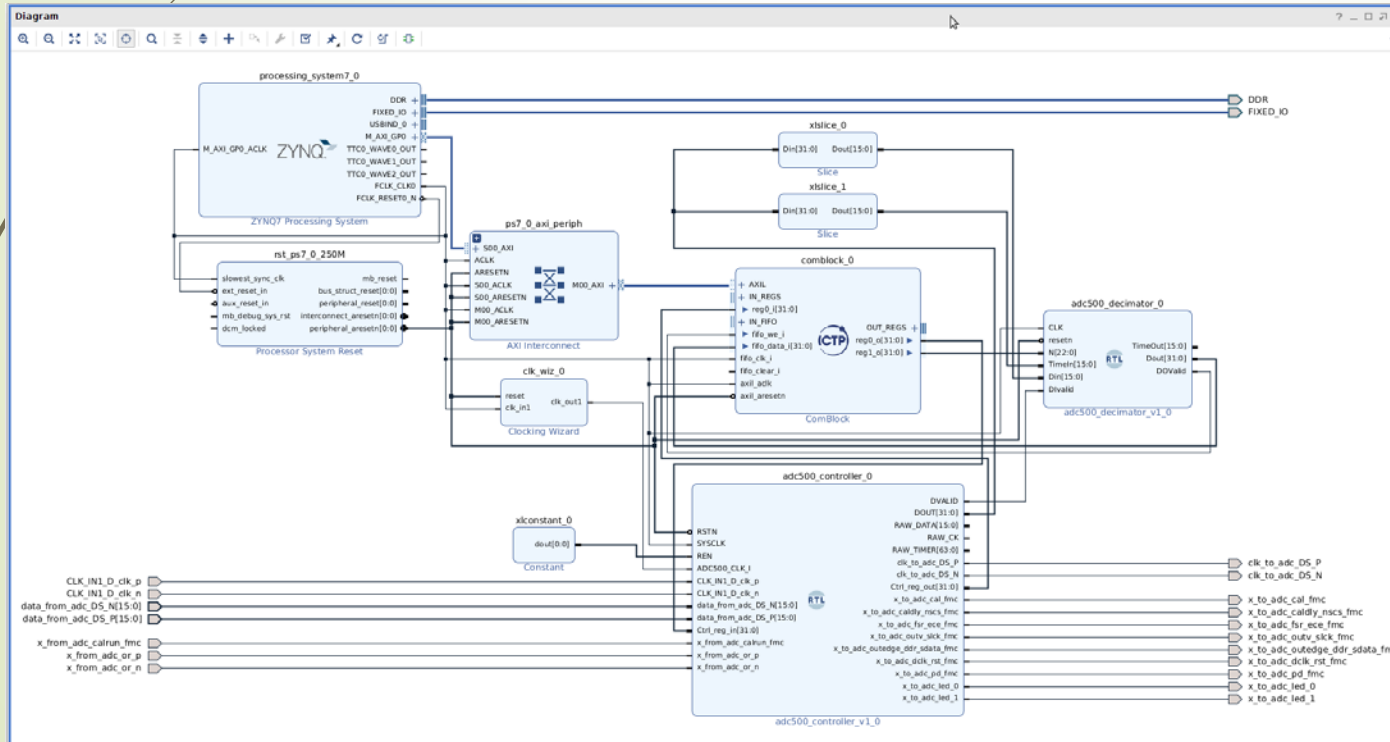 Diagram
processing_system7_0
DDR
FIXED_IO
USBIND_0
M_AXI_GP0
M_AXI_GP0_ACLK
ZYNQ
TTC0_WAVE0_OUT
TTC0_WAVE1_OUT
TTC0_WAVE2_OUT
FCLK_CLK0
FCLK_RESET0_N
ZYNQ7 Processing System
DDR
FIXED_IO
xlslice_0
Din[31:0] Dout[15:0]
Slice
xlslice_1
Din[31:0] Dout[15:0]
Slice
rst_ps7_0_250M
slowest_sync_clk mb_reset
ext_reset_in bus_struct_reset[0:0]
aux_reset_in peripheral_reset[0:0]
mb_debug_sys_rst interconnect_aresetn[0:0]
dcm_locked peripheral_aresetn[0:0]
Processor System Reset
ps7_0_axi_periph
S00_AXI
ACLK
ARESETN
S00_ACLK M00_AXI
S00_ARESETN
M00_ACLK
M00_ARESETN
AXI Interconnect
clk_wiz_0
reset clk_out1
clk_in1
Clocking Wizard
comblock_0
AXIL
IN_REGS
reg0_i[31:0]
IN_FIFO
fifo_we_i
fifo_data_i[31:0]
fifo_clk_i
fifo_clear_i
axil_aclk
axil_aresetn
ICTP
OUT_REGS
reg0_o[31:0]
reg1_o[31:0]
ComBlock
adc500_decimator_0
CLK
resetn
N[22:0]
TimeIn[15:0]
Din[15:0]
DIvalid
RTL
TimeOut[15:0]
Dout[31:0]
DOValid
adc500_decimator_v1_0
xlconstant_0
dout[0:0]
Constant
adc500_controller_0
RSTN
SYSCLK
REN
ADC500_CLK_I
CLK_IN1_D_clk_p
CLK_IN1_D_clk_n
data_from_adc_DS_N[15:0]
data_from_adc_DS_P[15:0]
Ctrl_reg_in[31:0]
x_from_adc_calrun_fmc
x_from_adc_or_p
x_from_adc_or_n
RTL
DVALID
DOUT[31:0]
RAW_DATA[15:0]
RAW_CK
RAW_TIMER[63:0]
clk_to_adc_DS_P
clk_to_adc_DS_N
Ctrl_reg_out[31:0]
x_to_adc_cal_fmc
x_to_adc_caldly_nscs_fmc
x_to_adc_fsr_ece_fmc
x_to_adc_outv_slck_fmc
x_to_adc_outedge_ddr_sdata_fmc
x_to_adc_dclk_rst_fmc
x_to_adc_pd_fmc
x_to_adc_led_0
x_to_adc_led_1
adc500_controller_v1_0
CLK_IN1_D_clk_p
CLK_IN1_D_clk_n
data_from_adc_DS_N[15:0]
data_from_adc_DS_P[15:0]
x_from_adc_calrun_fmc
x_from_adc_or_p
x_from_adc_or_n
clk_to_adc_DS_P
clk_to_adc_DS_N
x_to_adc_cal_fmc
x_to_adc_caldly_nscs_fmc
x_to_adc_fsr_ece_fmc
x_to_adc_outv_slck_fmc
x_to_adc_outedge_ddr_sdata_fm
x_to_adc_dclk_rst_fmc
x_to_adc_pd_fmc
x_to_adc_led_0
x_to_adc_led_1